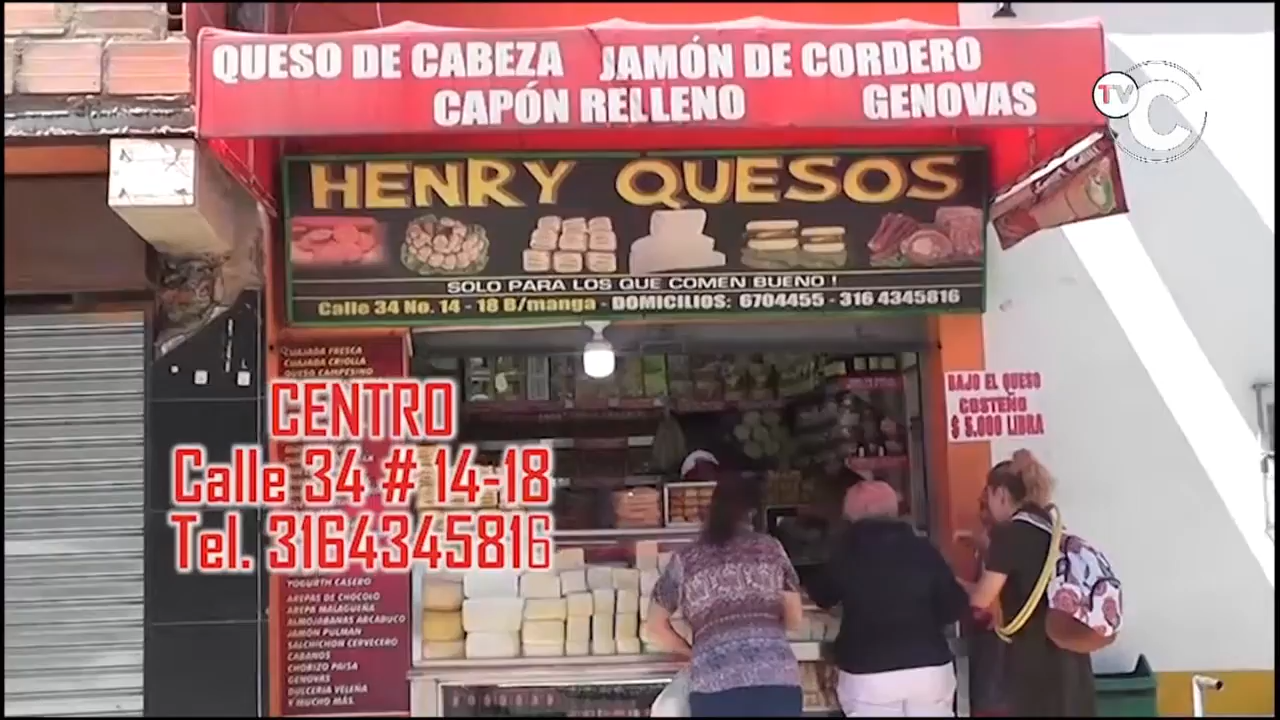 QUESO DE CABEZA JAMÓN DE CORDERO
CAPÓN RELLENO GENOVAS
TVC
HENRY QUESOS
SOLO PARA LOS QUE COMEN BUENO !
Calle 34 No. 14 - 18 B/manga - DOMICILIOS: 6704455 - 316 4345816
CUAJADA FRESCA
CUAJADA CRIOLLA
QUESO CAMPESINO
BAJO EL QUESO
COSTEÑO
$ 5.000 LIBRA
CENTRO
Calle 34 # 14-18
Tel. 3164345816
YOGURTH CASERO
AREPAS DE CHOCOLO
AREPA MALAGUEÑA
ALMOJABANAS ARCABUCO
JAMÓN PULMAN
SALCHICHON CERVECERO
CABANOS
CHORIZO PAISA
GENOVAS
DULCERIA VELEÑA
Y MUCHO MÁS.